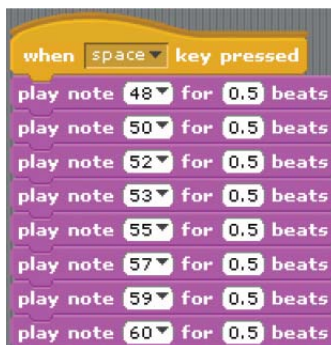 when space key pressed
play note 48 for 0.5 beats
play note 50 for 0.5 beats
play note 52 for 0.5 beats
play note 53 for 0.5 beats
play note 55 for 0.5 beats
play note 57 for 0.5 beats
play note 59 for 0.5 beats
play note 60 for 0.5 beats